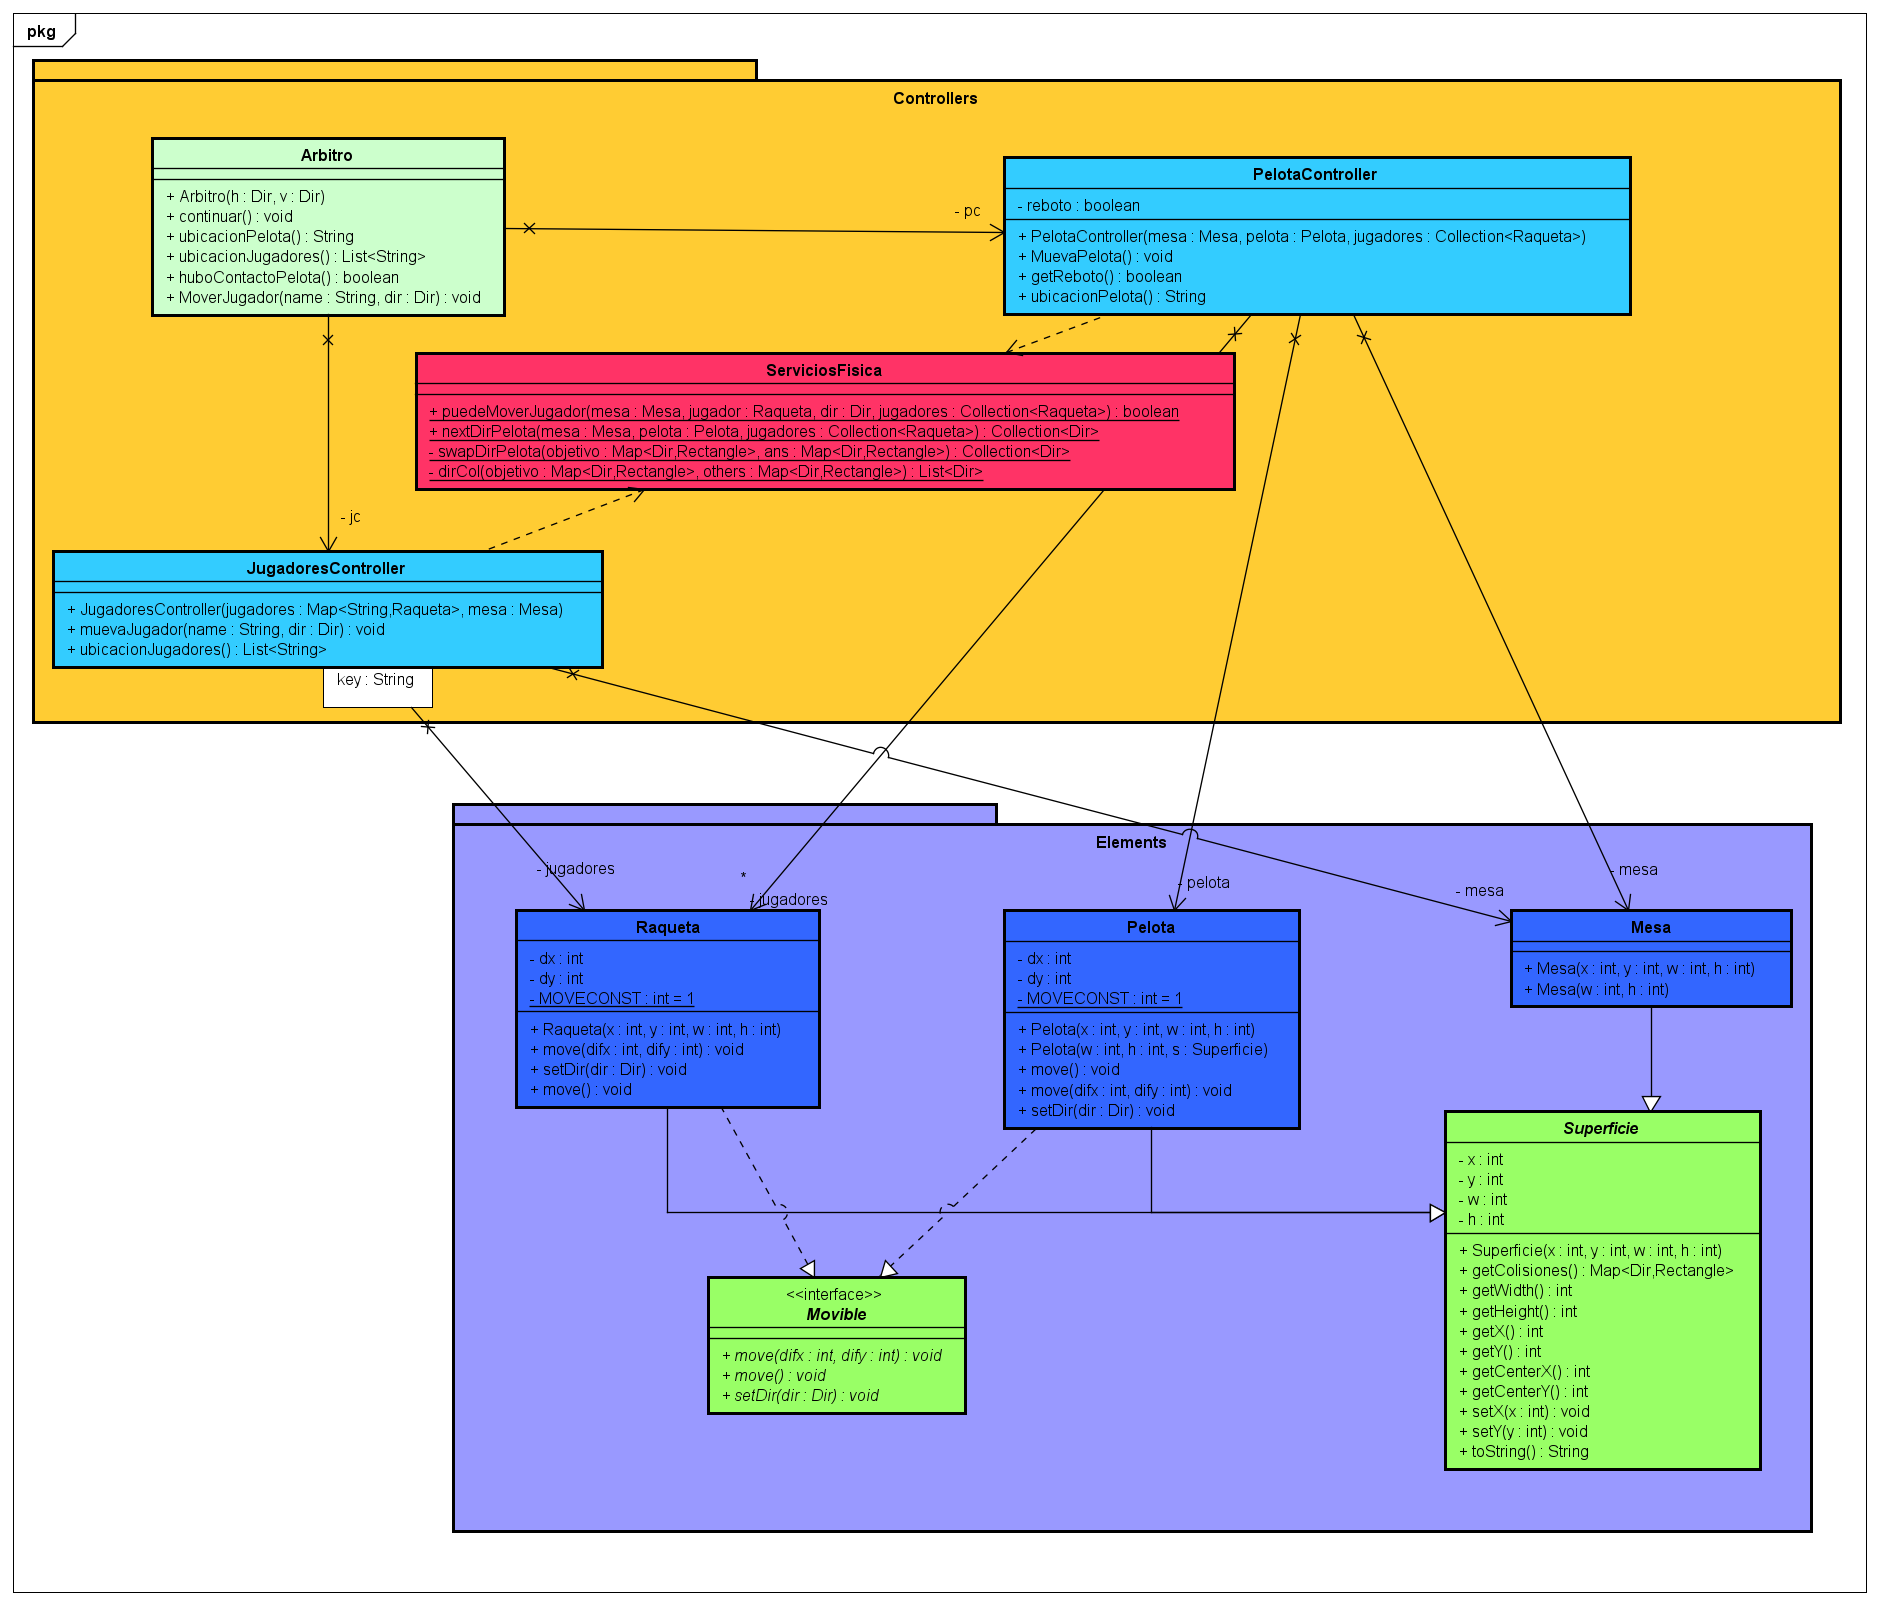 pkg
Controllers
Arbitro
+ Arbitro(h : Dir, v : Dir)
+ continuar() : void
+ ubicacionPelota() : String
+ ubicacionJugadores() : List<String>
+ huboContactoPelota() : boolean
+ MoverJugador(name : String, dir : Dir) : void
- pc
PelotaController
- reboto : boolean
+ PelotaController(mesa : Mesa, pelota : Pelota, jugadores : Collection<Raqueta>)
+ MuevaPelota() : void
+ getReboto() : boolean
+ ubicacionPelota() : String
ServiciosFisica
+ puedeMoverJugador(mesa : Mesa, jugador : Raqueta, dir : Dir, jugadores : Collection<Raqueta>) : boolean
+ nextDirPelota(mesa : Mesa, pelota : Pelota, jugadores : Collection<Raqueta>) : Collection<Dir>
- swapDirPelota(objetivo : Map<Dir,Rectangle>, ans : Map<Dir,Rectangle>) : Collection<Dir>
- dirCol(objetivo : Map<Dir,Rectangle>, others : Map<Dir,Rectangle>) : List<Dir>
- jc
JugadoresController
+ JugadoresController(jugadores : Map<String,Raqueta>, mesa : Mesa)
+ muevaJugador(name : String, dir : Dir) : void
+ ubicacionJugadores() : List<String>
key : String
Elements
- jugadores
*
- jugadores
- pelota
- mesa
- mesa
Raqueta
- dx : int
- dy : int
- MOVECONST : int = 1
+ Raqueta(x : int, y : int, w : int, h : int)
+ move(difx : int, dify : int) : void
+ setDir(dir : Dir) : void
+ move() : void
Pelota
- dx : int
- dy : int
- MOVECONST : int = 1
+ Pelota(x : int, y : int, w : int, h : int)
+ Pelota(w : int, h : int, s : Superficie)
+ move() : void
+ move(difx : int, dify : int) : void
+ setDir(dir : Dir) : void
Mesa
+ Mesa(x : int, y : int, w : int, h : int)
+ Mesa(w : int, h : int)
Superficie
- x : int
- y : int
- w : int
- h : int
+ Superficie(x : int, y : int, w : int, h : int)
+ getColisiones() : Map<Dir,Rectangle>
+ getWidth() : int
+ getHeight() : int
+ getX() : int
+ getY() : int
+ getCenterX() : int
+ getCenterY() : int
+ setX(x : int) : void
+ setY(y : int) : void
+ toString() : String
<<interface>>
Movible
+ move(difx : int, dify : int) : void
+ move() : void
+ setDir(dir : Dir) : void